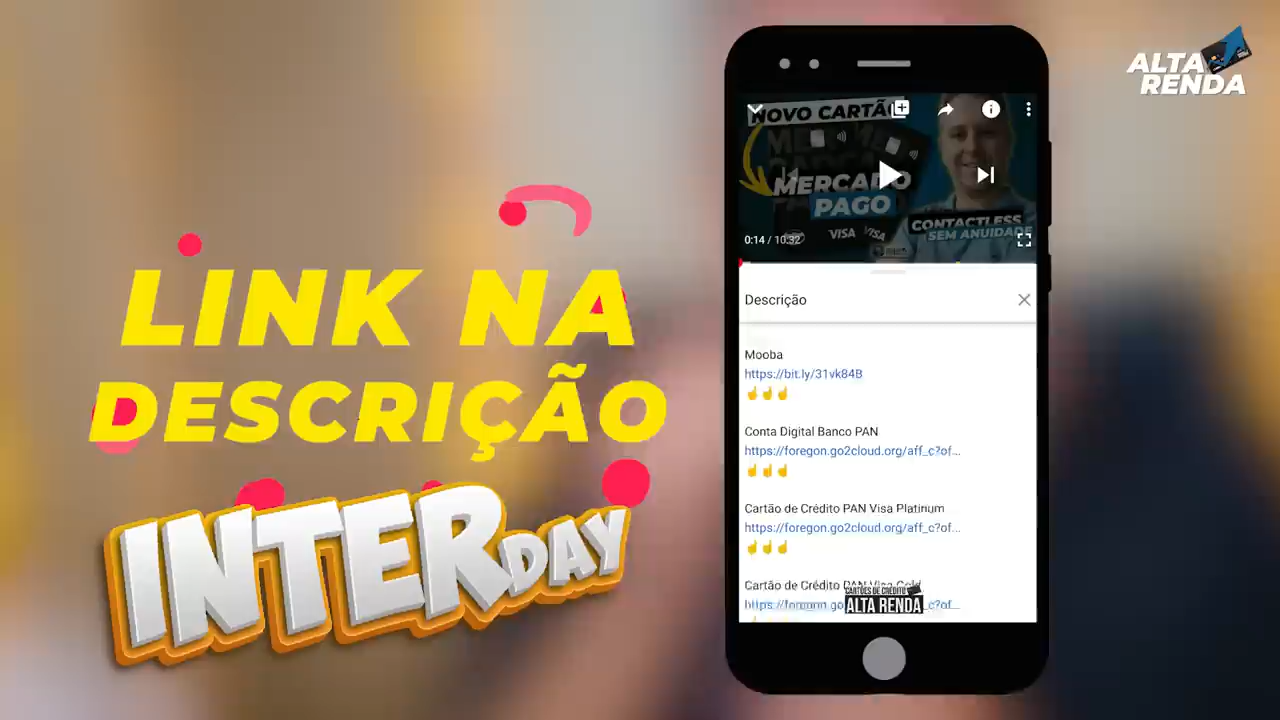 LINK NA
DESCRIÇÃO
INTER DAY
ALTA
RENDA
NOVO CARTÃO
MERCADO
PAGO
CONTACTLESS
SEM ANUIDADE
VISA
VISA
0:14 / 10:32
Descrição
Mooba
https://bit.ly/31vk84B
Conta Digital Banco PAN
https://foregon.go2cloud.org/aff_c?of...
Cartão de Crédito PAN Visa Platinum
https://foregon.go2cloud.org/aff_c?of...
Cartão de Crédito PAN Visa Gold
CARTÕES DE CRÉDITO
ALTA RENDA